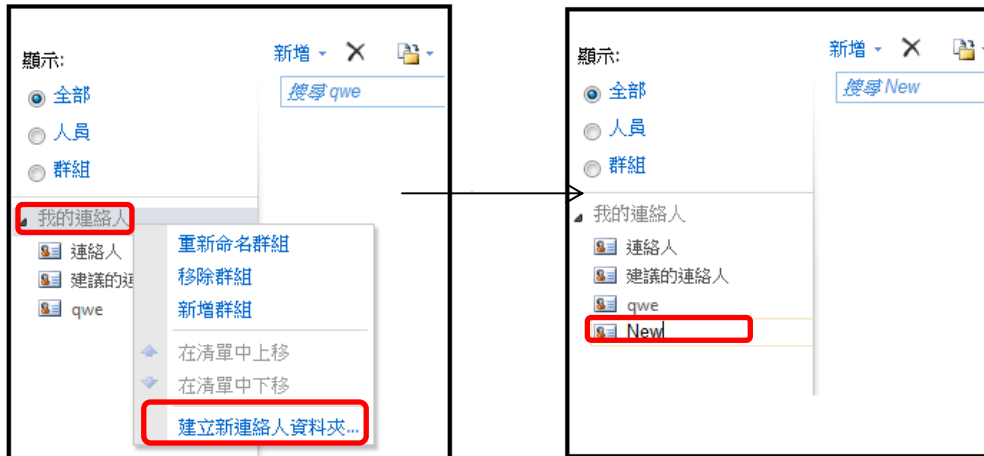 顯示:
全部
人員
群組
新增
搜尋 qwe
我的連絡人
連絡人
建議的
qwe
重新命名群組
移除群組
新增群組
在清單中上移
在清單中下移
建立新連絡人資料夾...
顯示:
全部
人員
群組
新增
搜尋 New
我的連絡人
連絡人
建議的連絡人
qwe
New